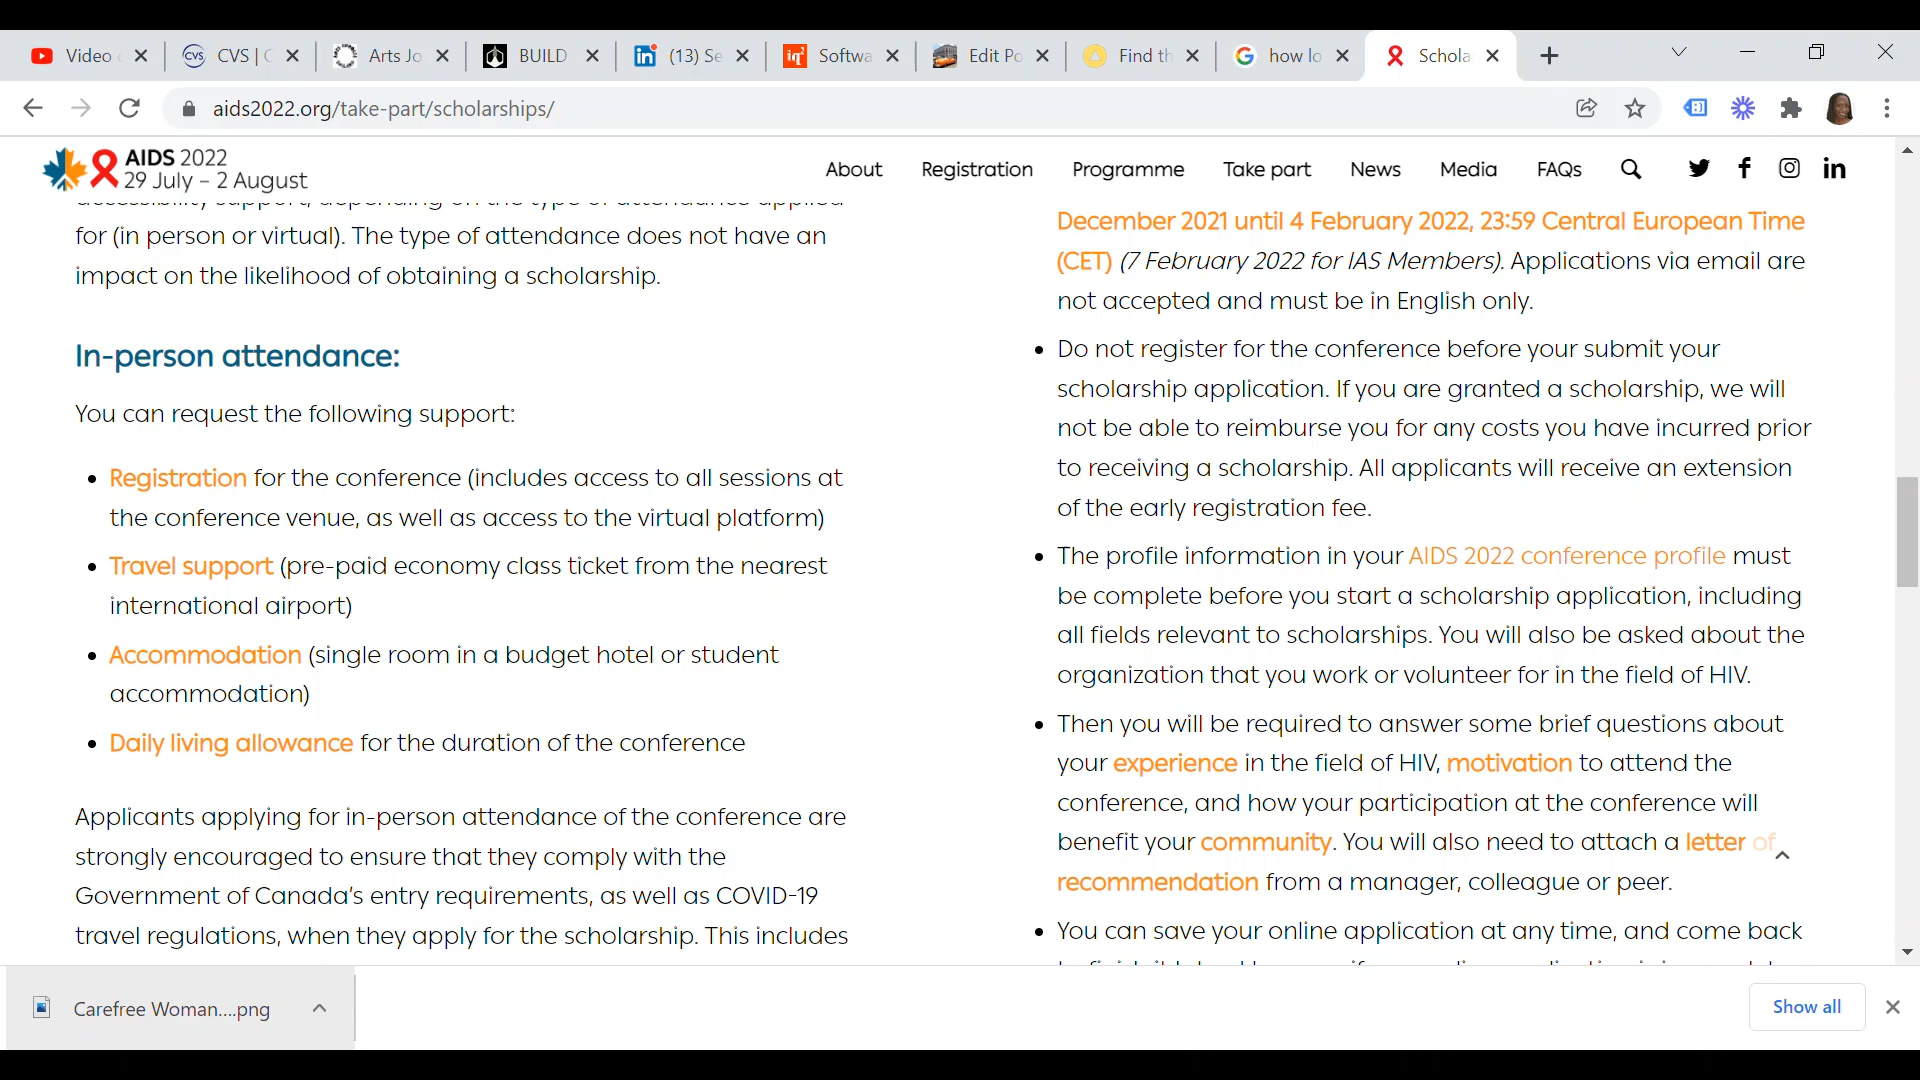 Video
CVS | C
Arts Jo
BUILD
(13) Se
Softwa
Edit Po
Find th
how lo
Schola
aids2022.org/take-part/scholarships/
AIDS 2022
29 July – 2 August
About
Registration
Programme
Take part
News
Media
FAQs
accessibility support, depending on the type of attendance applied
for (in person or virtual). The type of attendance does not have an
impact on the likelihood of obtaining a scholarship.
In-person attendance:
You can request the following support:
Registration for the conference (includes access to all sessions at
the conference venue, as well as access to the virtual platform)
Travel support (pre-paid economy class ticket from the nearest
international airport)
Accommodation (single room in a budget hotel or student
accommodation)
Daily living allowance for the duration of the conference
Applicants applying for in-person attendance of the conference are
strongly encouraged to ensure that they comply with the
Government of Canada's entry requirements, as well as COVID-19
travel regulations, when they apply for the scholarship. This includes
December 2021 until 4 February 2022, 23:59 Central European Time
(CET) (7 February 2022 for IAS Members). Applications via email are
not accepted and must be in English only.
Do not register for the conference before your submit your
scholarship application. If you are granted a scholarship, we will
not be able to reimburse you for any costs you have incurred prior
to receiving a scholarship. All applicants will receive an extension
of the early registration fee.
The profile information in your AIDS 2022 conference profile must
be complete before you start a scholarship application, including
all fields relevant to scholarships. You will also be asked about the
organization that you work or volunteer for in the field of HIV.
Then you will be required to answer some brief questions about
your experience in the field of HIV, motivation to attend the
conference, and how your participation at the conference will
benefit your community. You will also need to attach a letter of
recommendation from a manager, colleague or peer.
You can save your online application at any time, and come back
Carefree Woman....png
Show all